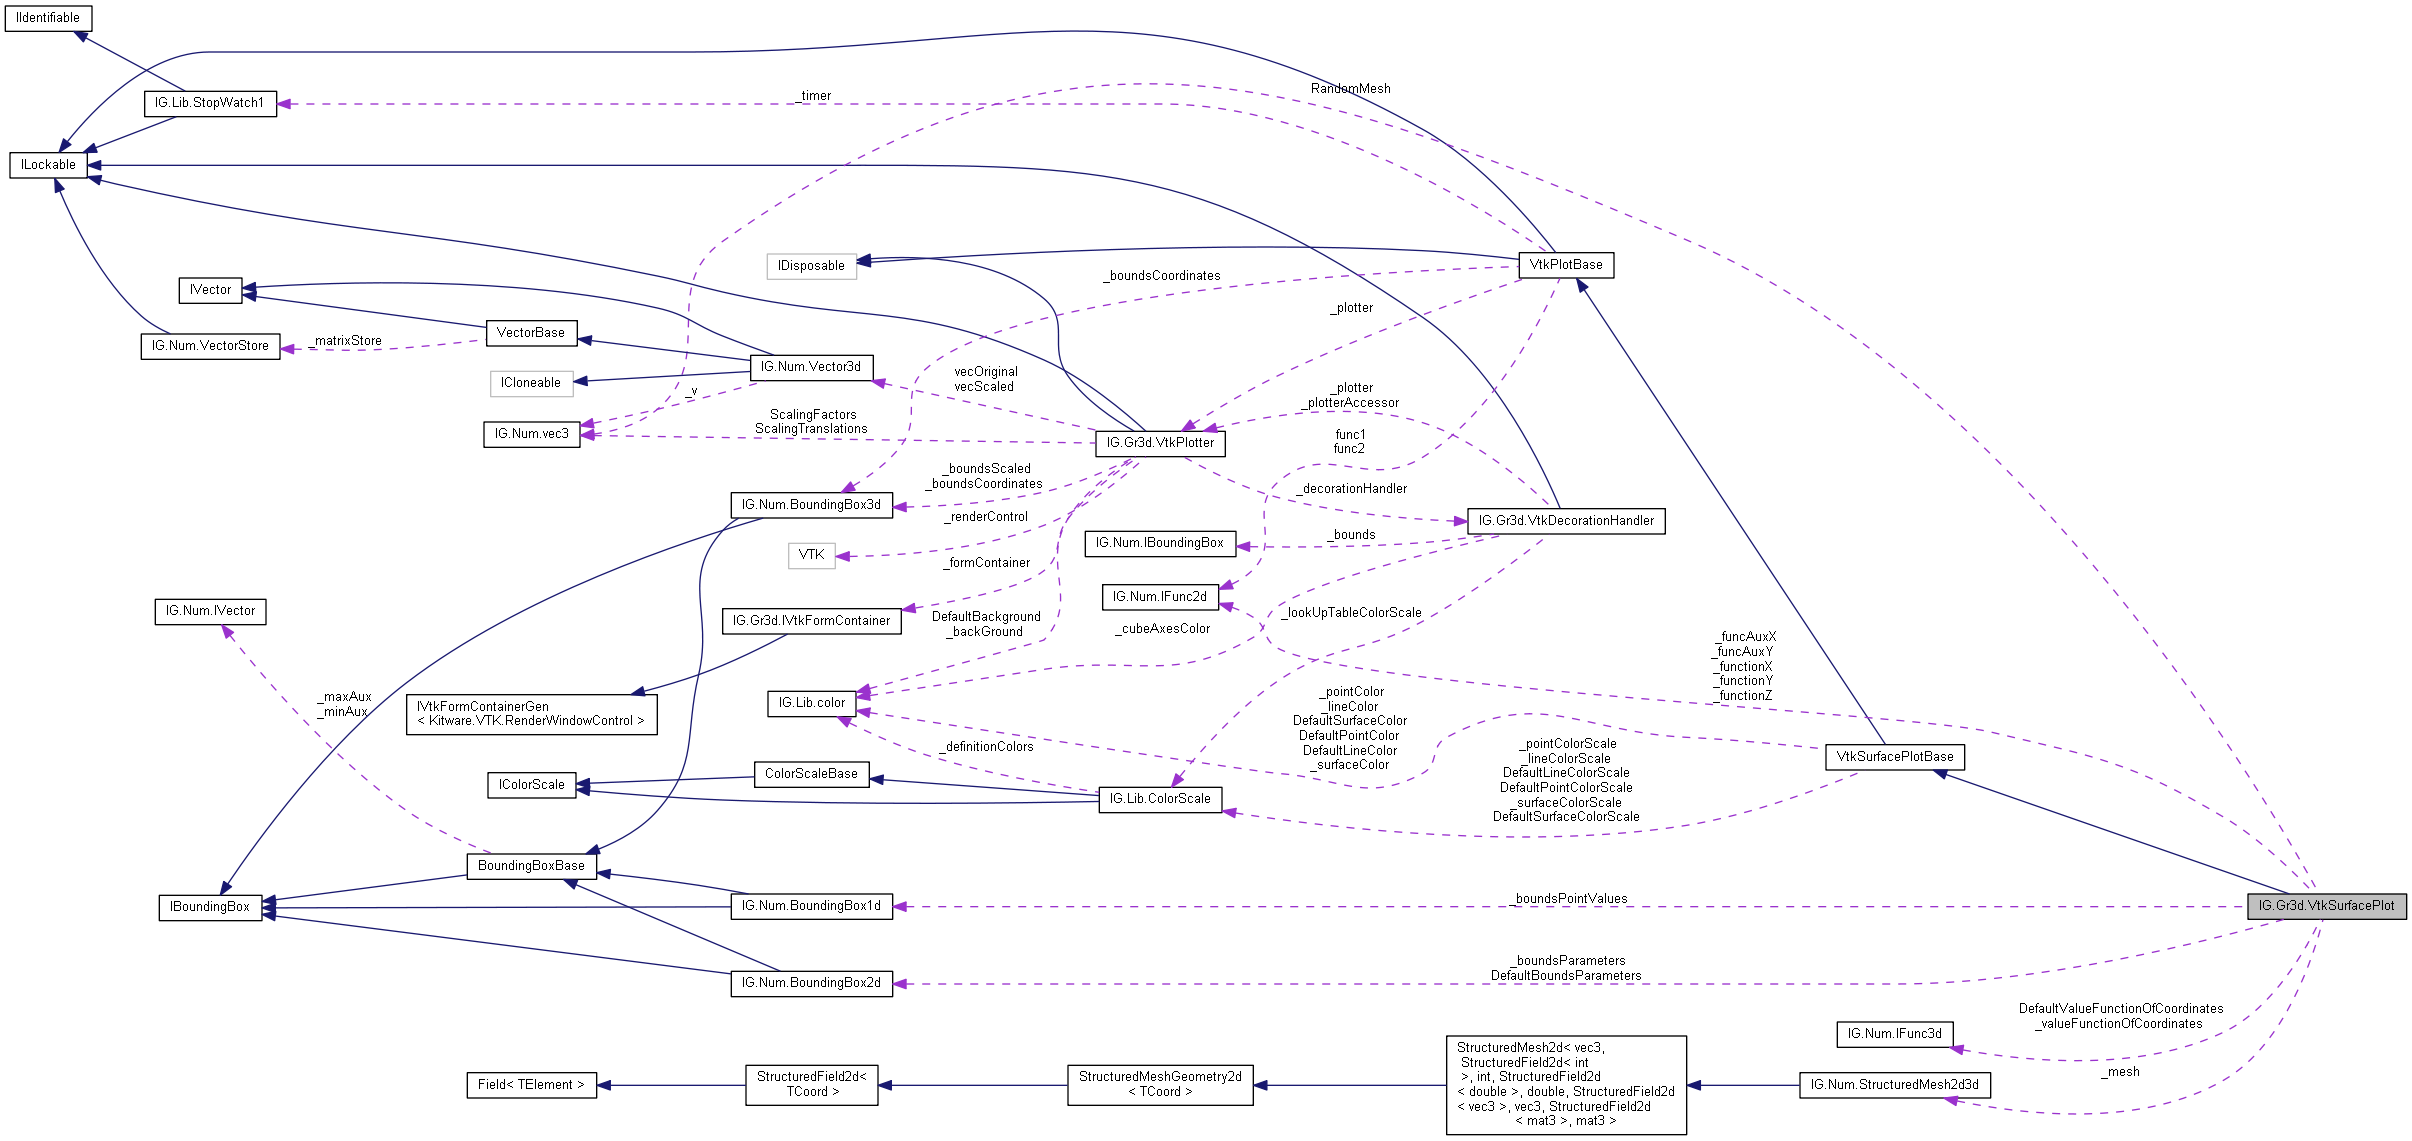 IIdentifiable
RandomMesh
_timer
IG.Lib.StopWatch1
ILockable
IDisposable
VtkPlotBase
_boundsCoordinates
IVector
_plotter
VectorBase
_matrixStore
IG.Num.VectorStore
IG.Num.Vector3d
vecOriginal
vecScaled
ICloneable
_v
_plotter
_plotterAccessor
ScalingFactors
ScalingTranslations
IG.Num.vec3
func1
func2
IG.Gr3d.VtkPlotter
_boundsScaled
_boundsCoordinates
_decorationHandler
IG.Num.BoundingBox3d
_renderControl
IG.Gr3d.VtkDecorationHandler
_bounds
IG.Num.IBoundingBox
VTK
_formContainer
IG.Num.IFunc2d
IG.Num.IVector
IG.Gr3d.IVtkFormContainer
DefaultBackground
_backGround
_cubeAxesColor
_lookUpTableColorScale
_funcAuxX
_funcAuxY
_functionX
_functionY
_functionZ
_maxAux
_minAux
IVtkFormContainerGen
< Kitware.VTK.RenderWindowControl >
IG.Lib.color
_pointColor
_lineColor
DefaultSurfaceColor
DefaultPointColor
DefaultLineColor
_surfaceColor
_definitionColors
_pointColorScale
_lineColorScale
DefaultLineColorScale
DefaultPointColorScale
_surfaceColorScale
DefaultSurfaceColorScale
VtkSurfacePlotBase
ColorScaleBase
IColorScale
IG.Lib.ColorScale
BoundingBoxBase
IBoundingBox
IG.Num.BoundingBox1d
_boundsPointValues
IG.Gr3d.VtkSurfacePlot
_boundsParameters
DefaultBoundsParameters
IG.Num.BoundingBox2d
DefaultValueFunctionOfCoordinates
_valueFunctionOfCoordinates
IG.Num.IFunc3d
_mesh
Field< TElement >
StructuredField2d<
TCoord >
StructuredMeshGeometry2d
< TCoord >
StructuredMesh2d< vec3,
StructuredField2d< int
>, int, StructuredField2d
< double >, double, StructuredField2d
< vec3 >, vec3, StructuredField2d
< mat3 >, mat3 >
IG.Num.StructuredMesh2d3d